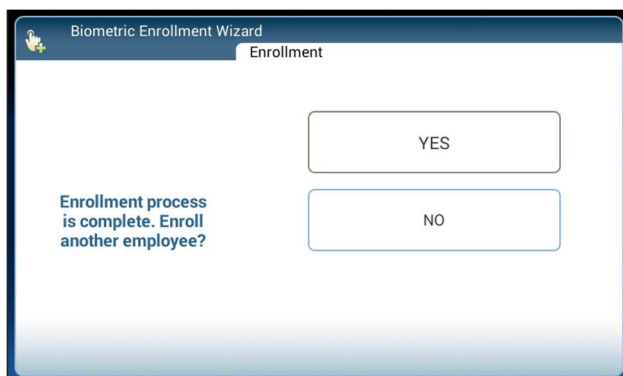 Biometric Enrollment Wizard
Enrollment
YES
Enrollment process
is complete. Enroll
another employee?
NO